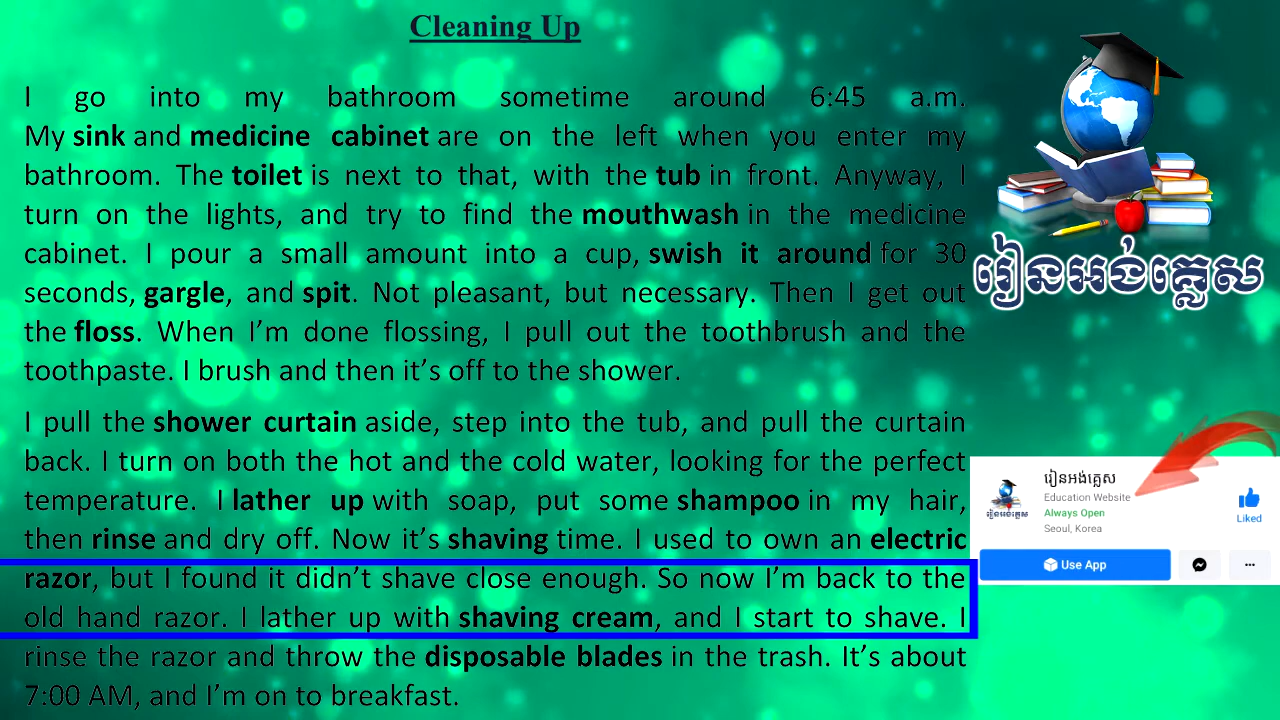 Cleaning Up
I go into my bathroom sometime around 6:45 a.m.
My sink and medicine cabinet are on the left when you enter my
bathroom. The toilet is next to that, with the tub in front. Anyway, I
turn on the lights, and try to find the mouthwash in the medicine
cabinet. I pour a small amount into a cup, swish it around for 30
seconds, gargle, and spit. Not pleasant, but necessary. Then I get out
the floss. When I’m done flossing, I pull out the toothbrush and the
toothpaste. I brush and then it’s off to the shower.
I pull the shower curtain aside, step into the tub, and pull the curtain
back. I turn on both the hot and the cold water, looking for the perfect
temperature. I lather up with soap, put some shampoo in my hair,
then rinse and dry off. Now it’s shaving time. I used to own an electric
razor, but I found it didn’t shave close enough. So now I’m back to the
old hand razor. I lather up with shaving cream, and I start to shave. I
rinse the razor and throw the disposable blades in the trash. It’s about
7:00 AM, and I’m on to breakfast.
រៀនអង់គ្លេស
រៀនអង់គ្លេស
Education Website
Always Open
Seoul, Korea
រៀនអង់គ្លេស
Liked
Use App